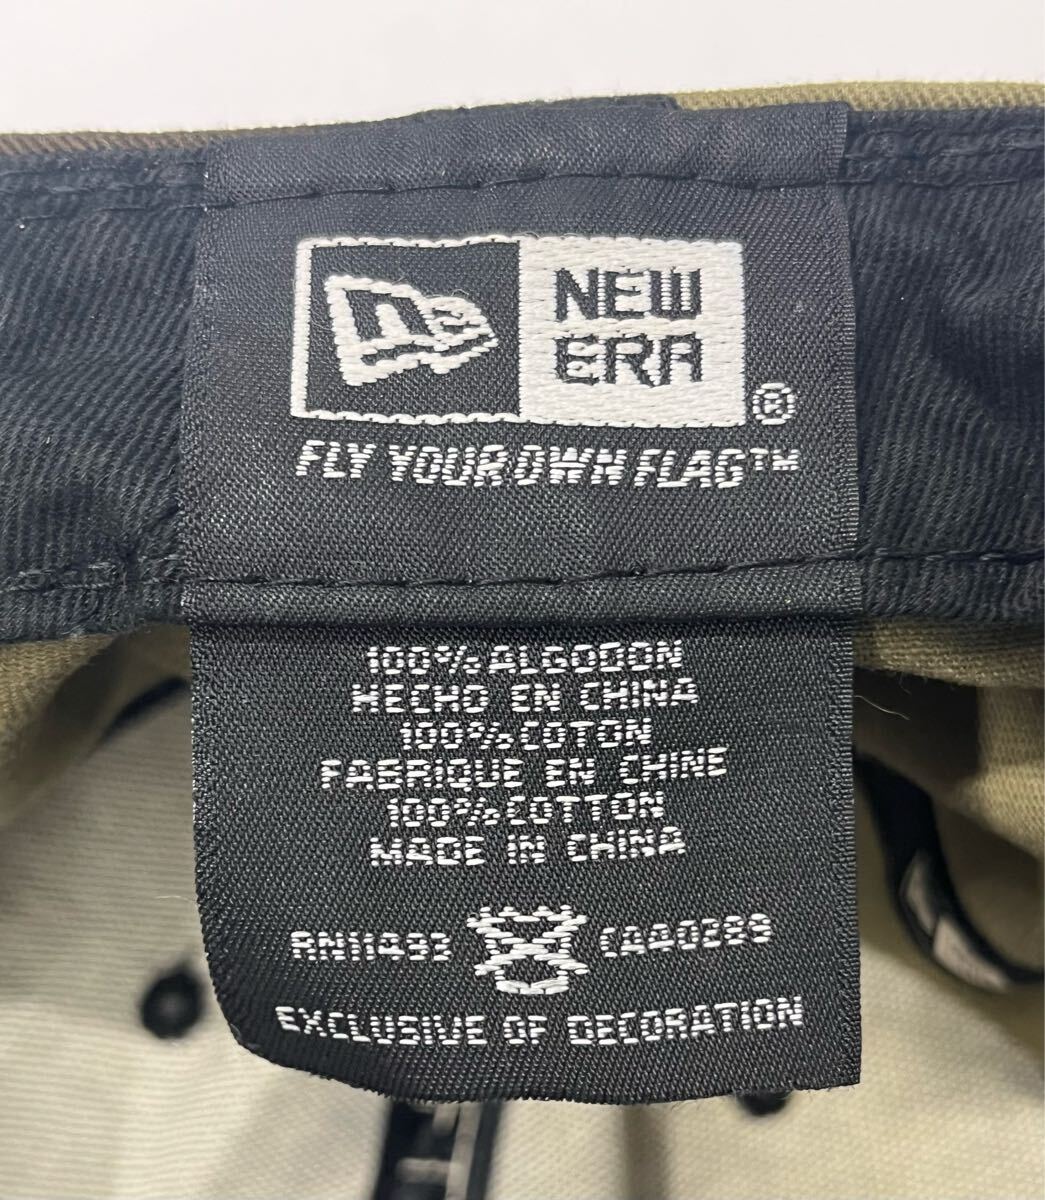 NEW
ERA
®
FLY YOUR OWN FLAG™
100% ALGODON
HECHO EN CHINA
100% COTON
FABRIQUE EN CHINE
100% COTTON
MADE IN CHINA
RN11493 CA40289
EXCLUSIVE OF DECORATION